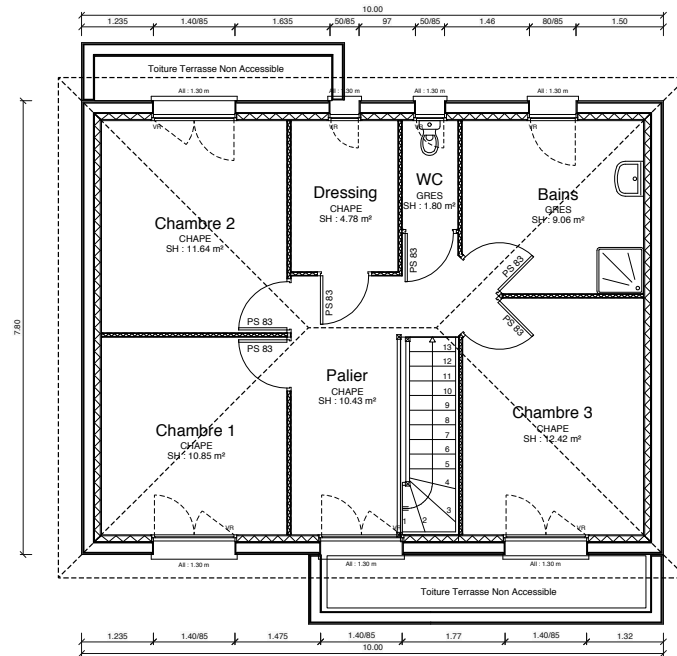 10.00
1.235 1.40/85 1.635 50/85 97 50/85 1.46 80/85 1.50
Toiture Terrasse Non Accessible
All : 1.30 m All : 1.30 m All : 1.30 m All : 1.30 m
VR VR VR VR
Chambre 2
CHAPE
SH : 11.64 m²
Dressing
CHAPE
SH : 4.78 m²
WC
GRES
SH : 1.80 m²
Bains
GRES
SH : 9.06 m²
PS 83
PS 83
PS 83
PS 83
PS 83
PS 83
7.80
Chambre 1
CHAPE
SH : 10.85 m²
Palier
CHAPE
SH : 10.43 m²
13
12
11
10
9
8
7
6
5
4
3
2
1
Chambre 3
CHAPE
SH : 12.42 m²
VR VR VR
All : 1.30 m All : 1.30 m All : 1.30 m
Toiture Terrasse Non Accessible
1.235 1.40/85 1.475 1.40/85 1.77 1.40/85 1.32
10.00